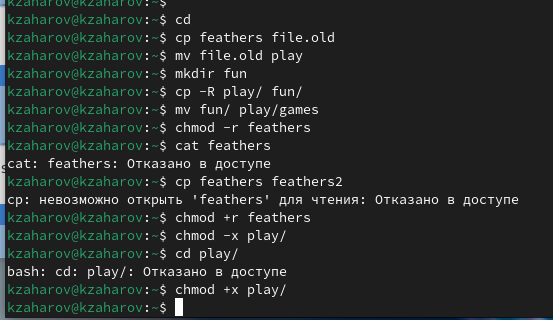 kzaharov@kzaharov:~$
kzaharov@kzaharov:~$ cd
kzaharov@kzaharov:~$ cp feathers file.old
kzaharov@kzaharov:~$ mv file.old play
kzaharov@kzaharov:~$ mkdir fun
kzaharov@kzaharov:~$ cp -R play/ fun/
kzaharov@kzaharov:~$ mv fun/ play/games
kzaharov@kzaharov:~$ chmod -r feathers
kzaharov@kzaharov:~$ cat feathers
cat: feathers: Отказано в доступе
kzaharov@kzaharov:~$ cp feathers feathers2
cp: невозможно открыть 'feathers' для чтения: Отказано в доступе
kzaharov@kzaharov:~$ chmod +r feathers
kzaharov@kzaharov:~$ chmod -x play/
kzaharov@kzaharov:~$ cd play/
bash: cd: play/: Отказано в доступе
kzaharov@kzaharov:~$ chmod +x play/
kzaharov@kzaharov:~$